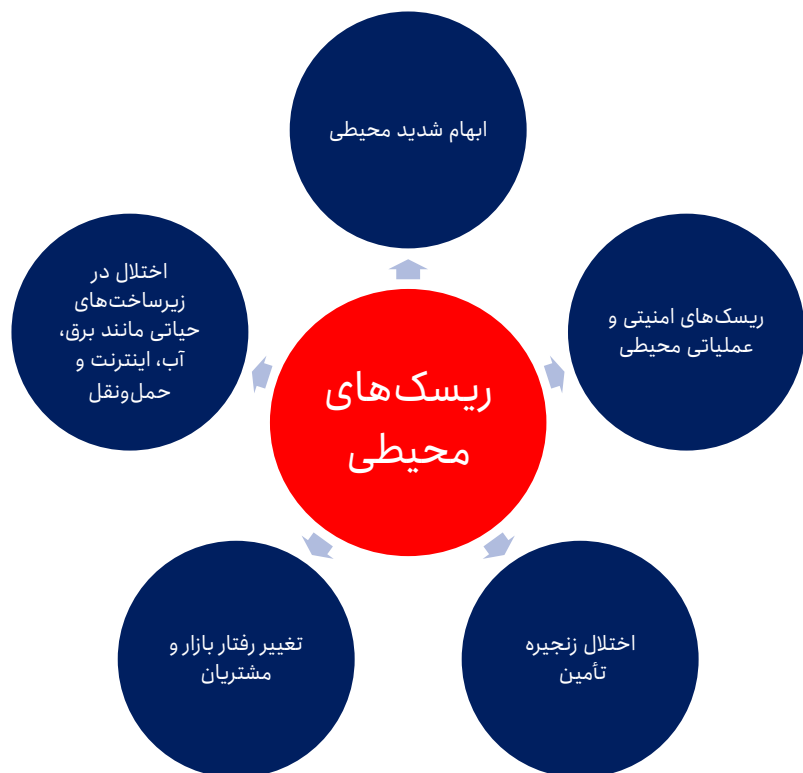 ابهام شدید محیطی
ریسک‌های امنیتی و
عملیاتی محیطی
اختلال در
زیرساخت‌های
حیاتی مانند برق،
آب، اینترنت و
حمل‌ونقل
ریسک‌های
محیطی
اختلال زنجیره
تأمین
تغییر رفتار بازار و
مشتریان